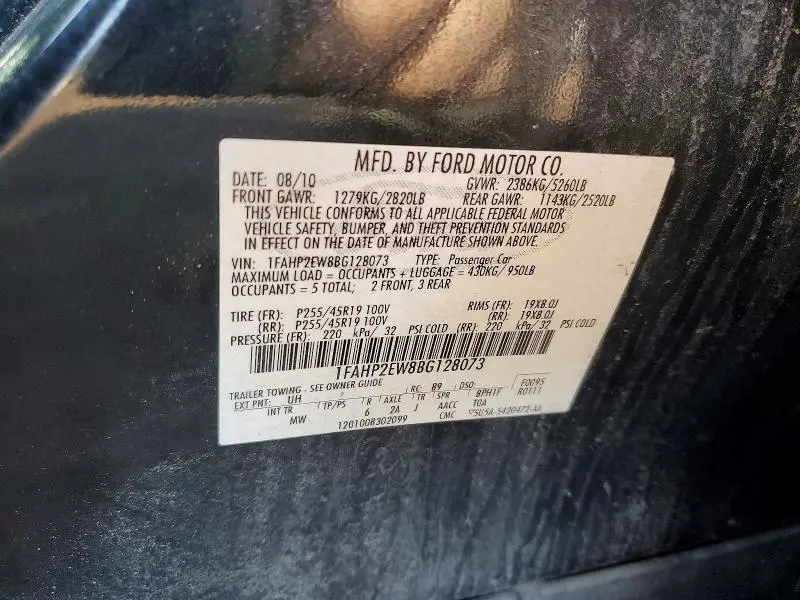 MFD. BY FORD MOTOR CO.
DATE: 08/10 GVWR: 2386KG/5260LB
FRONT GAWR: 1279KG/2820LB REAR GAWR: 1143KG/2520LB
THIS VEHICLE CONFORMS TO ALL APPLICABLE FEDERAL MOTOR
VEHICLE SAFETY, BUMPER, AND THEFT PREVENTION STANDARDS
IN EFFECT ON THE DATE OF MANUFACTURE SHOWN ABOVE.
VIN: 1FAHP2EW8BG128073 TYPE: Passenger Car
MAXIMUM LOAD = OCCUPANTS + LUGGAGE = 430KG/950LB
OCCUPANTS = 5 TOTAL; 2 FRONT, 3 REAR
TIRE (FR): P255/45R19 100V RIMS (FR): 19X8.0J
(RR): P255/45R19 100V (RR): 19X8.0J
PRESSURE (FR): 220 kPa/ 32 PSI COLD (RR): 220 kPa/ 32 PSI COLD
1FAHP2EW8BG128073
TRAILER TOWING - SEE OWNER GUIDE F0095
EXT PNT: UH RC: 89 DSO: R0111
INT TR TP/PS R AXLE TR SPR BPH1F
MW 6 2A J AACC TOA
1201008302099 CMC 5U5A-5420472-AA